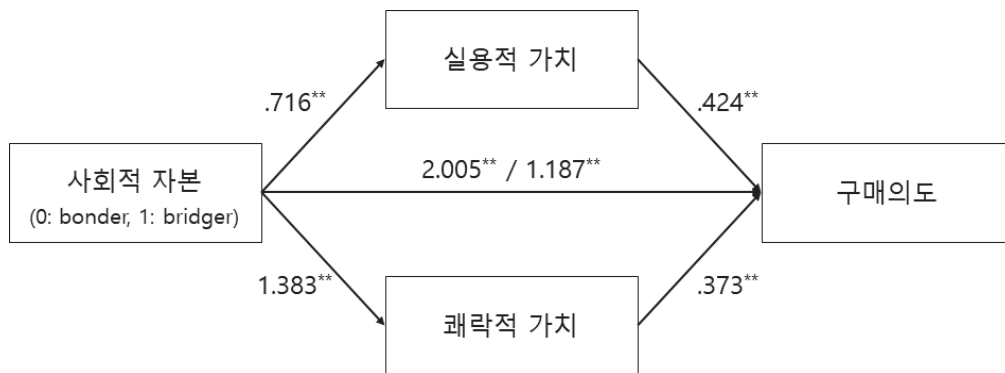 실용적 가치
.716**
.424**
사회적 자본
(0: bonder, 1: bridger)
2.005** / 1.187**
구매의도
1.383**
.373**
쾌락적 가치